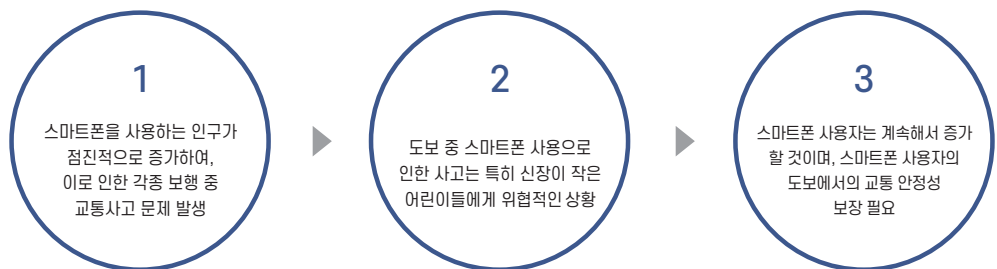 1
스마트폰을 사용하는 인구가
점진적으로 증가하여,
이로 인한 각종 보행 중
교통사고 문제 발생
2
도보 중 스마트폰 사용으로
인한 사고는 특히 신장이 작은
어린이들에게 위협적인 상황
3
스마트폰 사용자는 계속해서 증가
할 것이며, 스마트폰 사용자의
도보에서의 교통 안정성
보장 필요